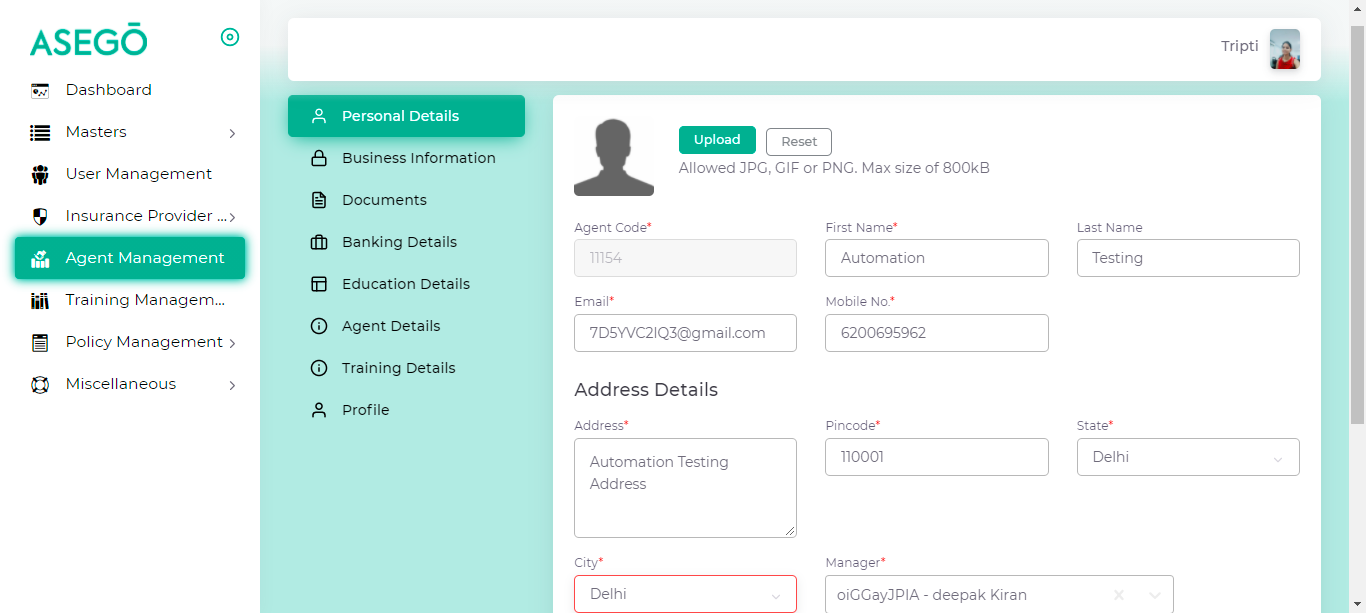 ASEGŌ
Dashboard
Masters
User Management
Insurance Provider ...
Agent Management
Training Managem...
Policy Management
Miscellaneous
Tripti
Personal Details
Business Information
Documents
Banking Details
Education Details
Agent Details
Training Details
Profile
Upload
Reset
Allowed JPG, GIF or PNG. Max size of 800kB
Agent Code*
First Name*
Last Name
11154
Automation
Testing
Email*
Mobile No.*
7D5YVC2IQ3@gmail.com
6200695962
Address Details
Address*
Pincode*
State*
Automation Testing
Address
110001
Delhi
City*
Manager*
Delhi
oiGGayJPIA - deepak Kiran